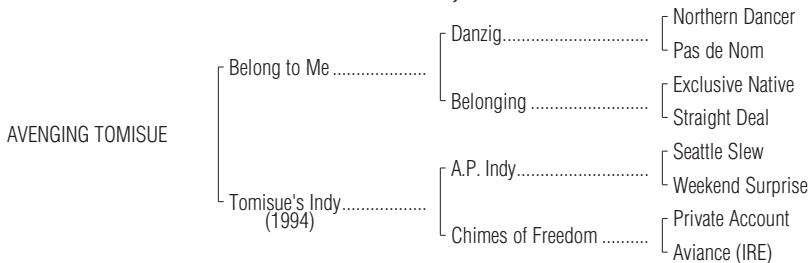 Northern Dancer
Danzig..............................
Pas de Nom
Belong to Me ...................
Exclusive Native
Belonging ........................
Straight Deal
AVENGING TOMISUE
Seattle Slew
A.P. Indy...........................
Weekend Surprise
Tomisue's Indy.................
(1994)
Private Account
Chimes of Freedom ..........
Aviance (IRE)